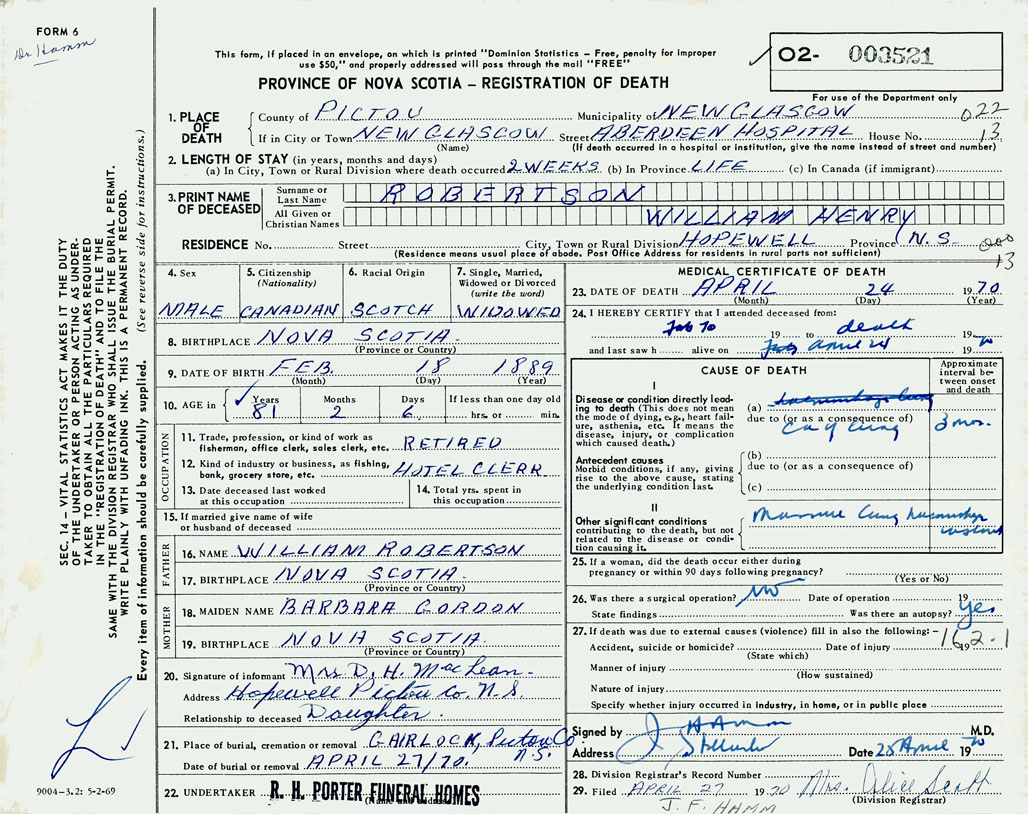 FORM 6
Dr Hamm
This form, if placed in an envelope, on which is printed "Dominion Statistics – Free, penalty for improper
use $50," and properly addressed will pass through the mail "FREE"
PROVINCE OF NOVA SCOTIA – REGISTRATION OF DEATH
O2- 003521
For use of the Department only
1. PLACE OF DEATH
County of PICTOU Municipality of NEW GLASGOW 022
If in City or Town NEW GLASGOW Street ABERDEEN HOSPITAL House No. 13
(Name) (If death occurred in a hospital or institution, give the name instead of street and number)
2. LENGTH OF STAY (in years, months and days)
(a) In City, Town or Rural Division where death occurred 2 WEEKS (b) In Province LIFE (c) In Canada (if immigrant)
3. PRINT NAME OF DECEASED
Surname or Last Name ROBERTSON
All Given or Christian Names WILLIAM HENRY
RESIDENCE No. Street City, Town or Rural Division HOPEWELL Province N.S. 000
(Residence means usual place of abode. Post Office Address for residents in rural parts not sufficient) 13
4. Sex
MALE
5. Citizenship
(Nationality)
CANADIAN
6. Racial Origin
SCOTCH
7. Single, Married,
Widowed or Divorced
(write the word)
WIDOWED
8. BIRTHPLACE NOVA SCOTIA
(Province or Country)
9. DATE OF BIRTH FEB. 18 1889
(Month) (Day) (Year)
10. AGE in Years Months Days If less than one day old
81 2 6 hrs. or min.
OCCUPATION
11. Trade, profession, or kind of work as
fisherman, office clerk, sales clerk, etc. RETIRED
12. Kind of industry or business, as fishing,
bank, grocery store, etc. HOTEL CLERK
13. Date deceased last worked
at this occupation
14. Total yrs. spent in
this occupation
15. If married give name of wife
or husband of deceased
FATHER
16. NAME WILLIAM ROBERTSON
17. BIRTHPLACE NOVA SCOTIA
(Province or Country)
MOTHER
18. MAIDEN NAME BARBARA GORDON
19. BIRTHPLACE NOVA SCOTIA
(Province or Country)
20. Signature of informant Mrs D. H. MacLean
Address Hopewell Pictou Co. N.S.
Relationship to deceased Daughter
21. Place of burial, cremation or removal GAIRLOCH, Pictou Co N.S.
Date of burial or removal APRIL 27/70
22. UNDERTAKER R. H. PORTER FUNERAL HOMES
(Name and address)
MEDICAL CERTIFICATE OF DEATH
23. DATE OF DEATH APRIL 24 1970
(Month) (Day) (Year)
24. I HEREBY CERTIFY that I attended deceased from:
Feb 70 19 to death 19
and last saw h alive on April 24 1970
CAUSE OF DEATH
Approximate interval between onset and death
I
Disease or condition directly leading to death (This does not mean the mode of dying, e.g., heart failure, asthenia, etc. It means the disease, injury, or complication which caused death.)
(a)
due to (or as a consequence of)
Ca of lung 3 mos.
Antecedent causes
Morbid conditions, if any, giving rise to the above cause, stating the underlying condition last.
(b)
due to (or as a consequence of)
(c)
II
Other significant conditions
contributing to the death, but not related to the disease or condition causing it.
Massive lung
25. If a woman, did the death occur either during
pregnancy or within 90 days following pregnancy?
(Yes or No)
26. Was there a surgical operation? no Date of operation 19
State findings Was there an autopsy? Yes
27. If death was due to external causes (violence) fill in also the following: – 162-1
Accident, suicide or homicide? Date of injury 19
(State which)
Manner of injury
(How sustained)
Nature of injury
Specify whether injury occurred in industry, in home, or in public place
Signed by J Hamm M.D.
Address Stellarton Date 25 April 1970
28. Division Registrar's Record Number
29. Filed APRIL 27 1970 Mrs. Alice Scott
(Division Registrar)
J. F. HAMM
SEC. 14 – VITAL STATISTICS ACT MAKES IT THE DUTY
OF THE UNDERTAKER OR PERSON ACTING AS UNDER-
TAKER TO OBTAIN ALL THE PARTICULARS REQUIRED
IN THE "REGISTRATION OF DEATH" AND TO FILE THE
SAME WITH THE DIVISION REGISTRAR WHO SHALL ISSUE THE BURIAL PERMIT.
WRITE PLAINLY WITH UNFADING INK. THIS IS A PERMANENT RECORD.
Every item of information should be carefully supplied. (See reverse side for instructions.)
9004-3.2: 5-2-69